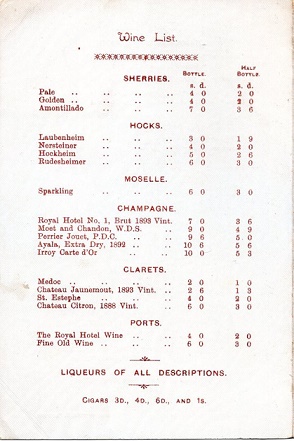 Wine List.
BOTTLE. HALF BOTTLE.
SHERRIES. s. d. s. d.
Pale .. .. .. .. 4 0 2 0
Golden .. .. .. .. 4 0 2 0
Amontillado .. .. .. 7 0 3 6
HOCKS.
Laubenheim .. .. .. 3 0 1 9
Nersteiner .. .. .. 4 0 2 0
Hockheim .. .. .. 5 0 2 6
Rudesheimer .. .. .. 6 0 3 0
MOSELLE.
Sparkling .. .. .. 6 0 3 0
CHAMPAGNE.
Royal Hotel No. 1, Brut 1893 Vint. 7 0 3 6
Moet and Chandon, W.D.S. .. 9 0 4 9
Perrier Jouet, P.D.C. .. .. 9 6 5 0
Ayala, Extra Dry, 1892 .. .. 10 6 5 6
Irroy Carte d'Or .. .. 10 0 5 3
CLARETS.
Medoc .. .. .. .. 2 0 1 0
Chateau Jaunemout, 1893 Vint. .. 2 6 1 3
St. Estephe .. .. .. 4 0 2 0
Chateau Citron, 1888 Vint. .. 6 0 3 0
PORTS.
The Royal Hotel Wine .. .. 4 0 2 0
Fine Old Wine .. .. .. 6 0 3 0
LIQUEURS OF ALL DESCRIPTIONS.
CIGARS 3D., 4D., 6D., AND 1S.